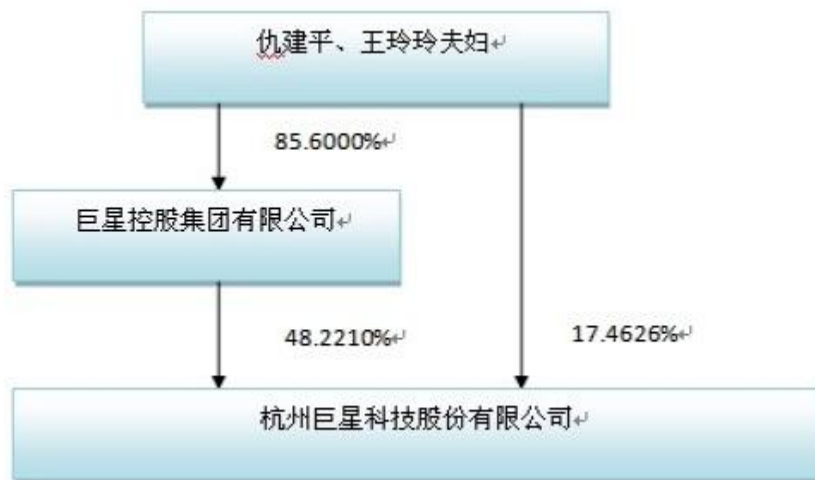 仇建平、王玲玲夫妇↵
85.6000%↵
巨星控股集团有限公司↵
48.2210%↵
17.4626%↵
杭州巨星科技股份有限公司↵